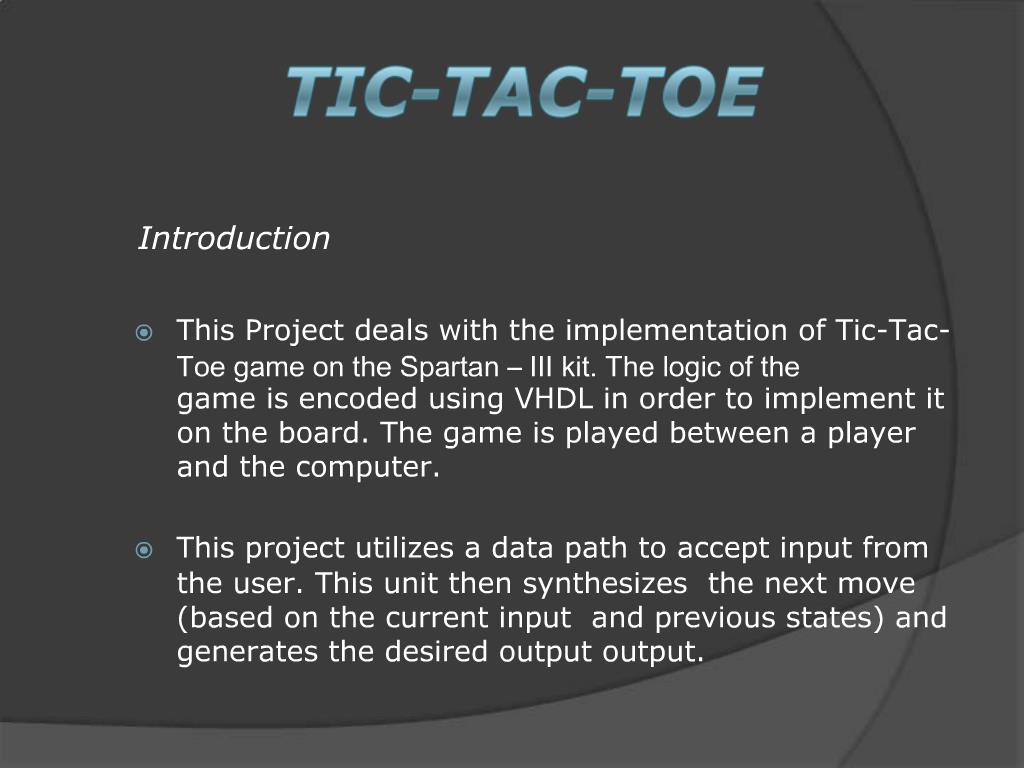 TIC-TAC-TOE
Introduction
This Project deals with the implementation of Tic-Tac-
Toe game on the Spartan – III kit. The logic of the
game is encoded using VHDL in order to implement it
on the board. The game is played between a player
and the computer.
This project utilizes a data path to accept input from
the user. This unit then synthesizes  the next move
(based on the current input  and previous states) and
generates the desired output output.